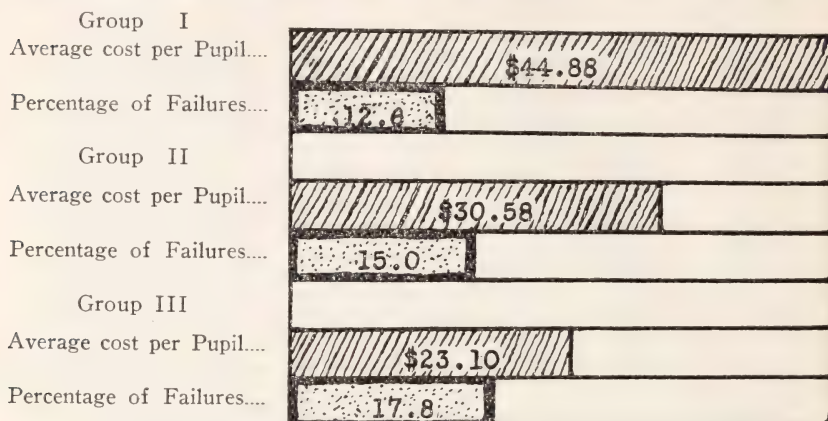 Group I
Average cost per Pupil.... $44.88
Percentage of Failures.... 12.6
Group II
Average cost per Pupil.... $30.58
Percentage of Failures.... 15.0
Group III
Average cost per Pupil.... $23.10
Percentage of Failures.... 17.8